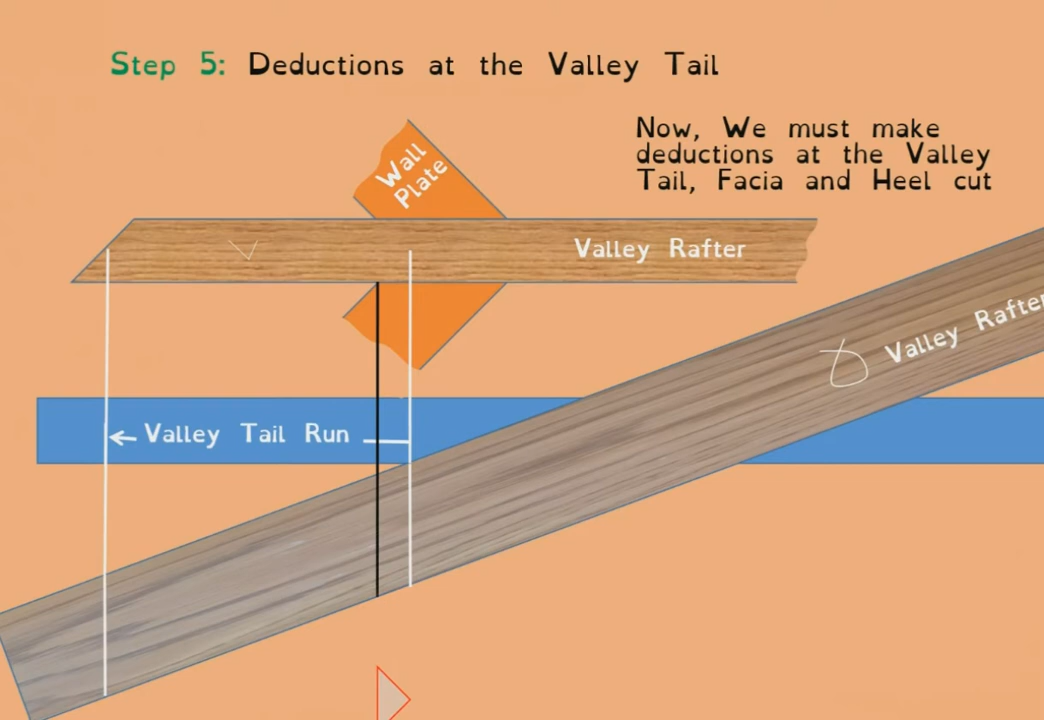 Step 5: Deductions at the Valley Tail
Now, We must make
deductions at the Valley
Tail, Facia and Heel cut
Wall
Plate
Valley Rafter
Valley Rafter
Valley Tail Run